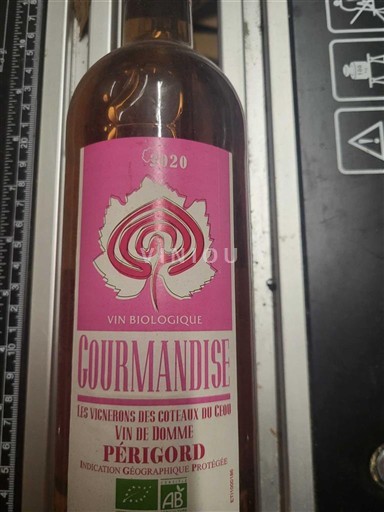 2020
VINIOU
VIN BIOLOGIQUE
GOURMANDISE
LES VIGNERONS DES COTEAUX DU CEOU
VIN DE DOMME
PÉRIGORD
INDICATION GÉOGRAPHIQUE PROTÉGÉE
AB